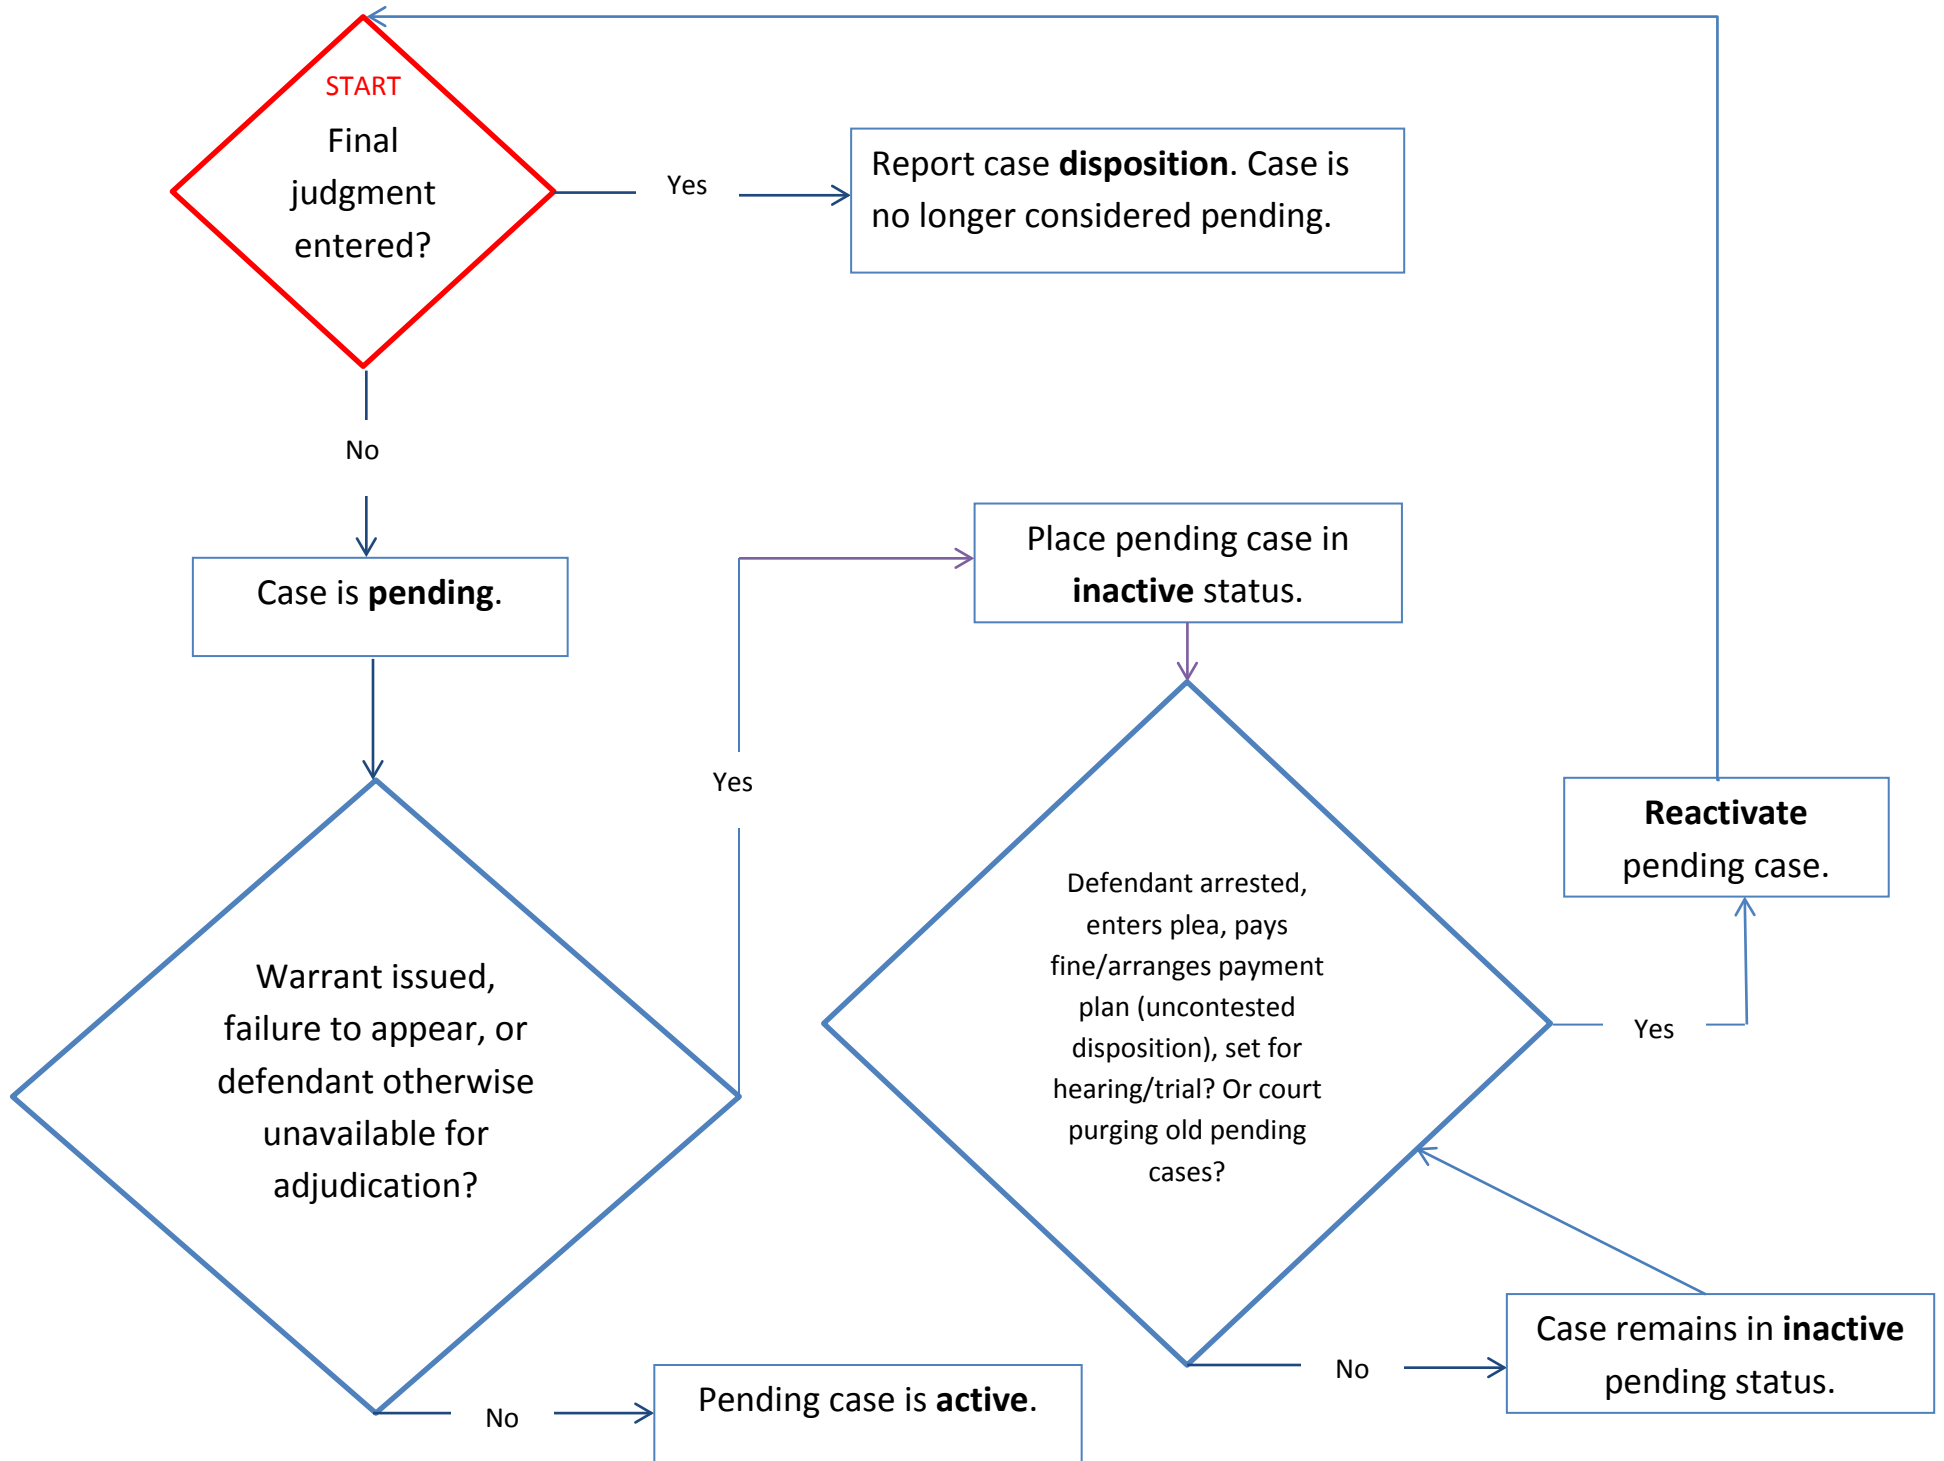 START
Final
judgment
entered?
Yes
Report case disposition. Case is
no longer considered pending.
No
Case is pending.
Place pending case in
inactive status.
Yes
Reactivate
pending case.
Warrant issued,
failure to appear, or
defendant otherwise
unavailable for
adjudication?
Defendant arrested,
enters plea, pays
fine/arranges payment
plan (uncontested
disposition), set for
hearing/trial? Or court
purging old pending
cases?
Yes
No
Pending case is active.
No
Case remains in inactive
pending status.